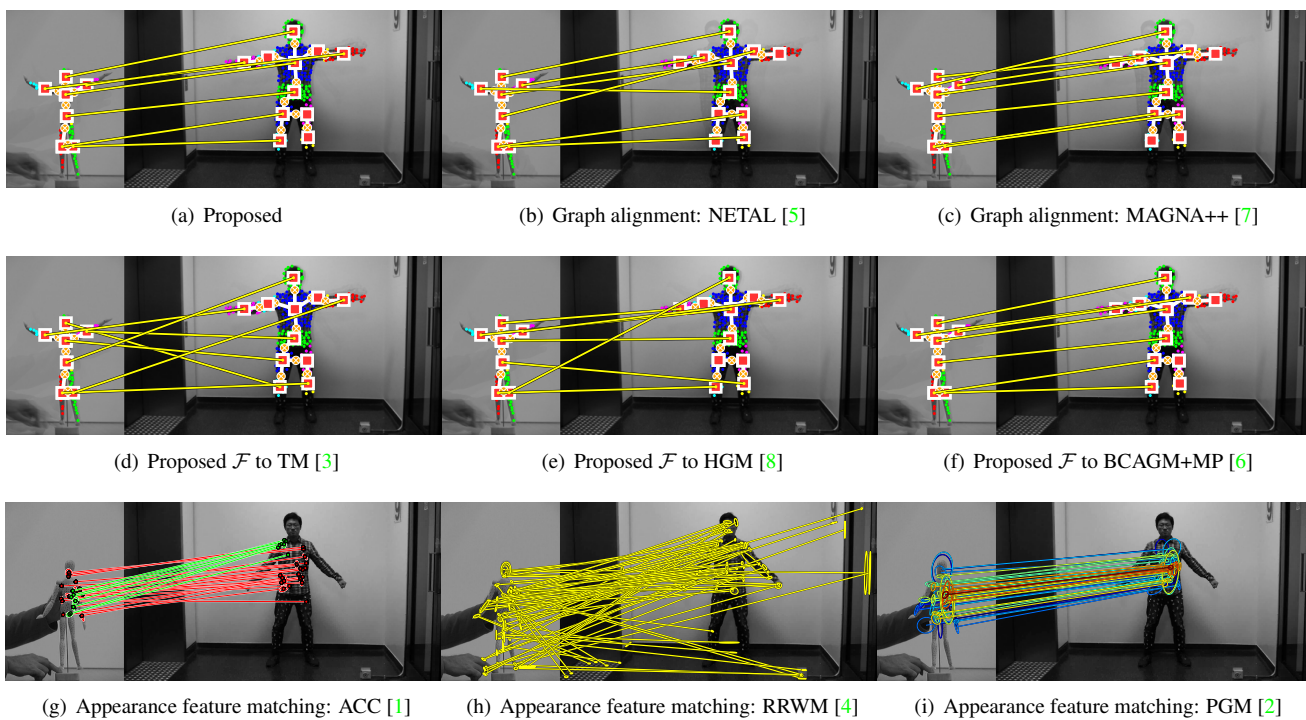 (a) Proposed
(b) Graph alignment: NETAL [5]
(c) Graph alignment: MAGNA++ [7]
(d) Proposed ℱ to TM [3]
(e) Proposed ℱ to HGM [8]
(f) Proposed ℱ to BCAGM+MP [6]
(g) Appearance feature matching: ACC [1]
(h) Appearance feature matching: RRWM [4]
(i) Appearance feature matching: PGM [2]